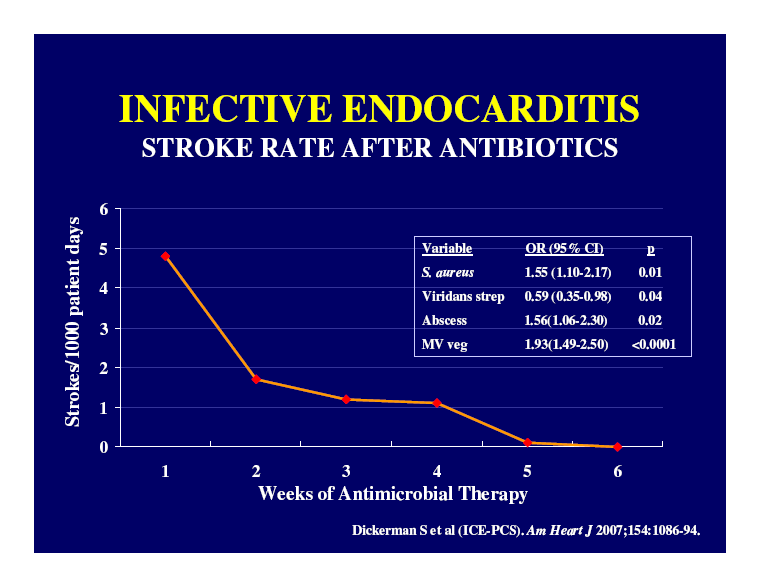 INFECTIVE ENDOCARDITIS
STROKE RATE AFTER ANTIBIOTICS
Strokes/1000 patient days
6
5
4
3
2
1
0
Variable OR (95% CI) p
S. aureus 1.55 (1.10-2.17) 0.01
Viridans strep 0.59 (0.35-0.98) 0.04
Abscess 1.56(1.06-2.30) 0.02
MV veg 1.93(1.49-2.50) <0.0001
1 2 3 4 5 6
Weeks of Antimicrobial Therapy
Dickerman S et al (ICE-PCS). Am Heart J 2007;154:1086-94.